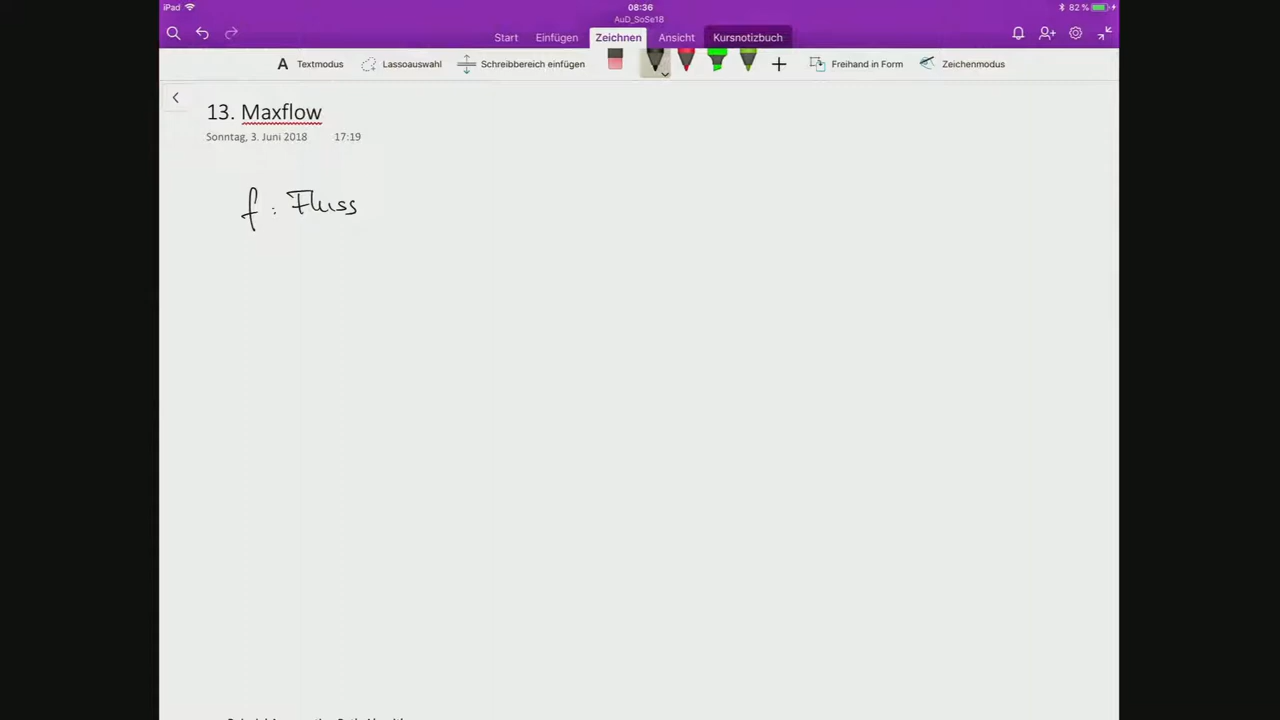 iPad 08:36 82 %
AuD_SoSe18
Start Einfügen Zeichnen Ansicht Kursnotizbuch
A Textmodus Lassoauswahl Schreibbereich einfügen Freihand in Form Zeichenmodus
13. Maxflow
Sonntag, 3. Juni 2018 17:19
f : Fluss